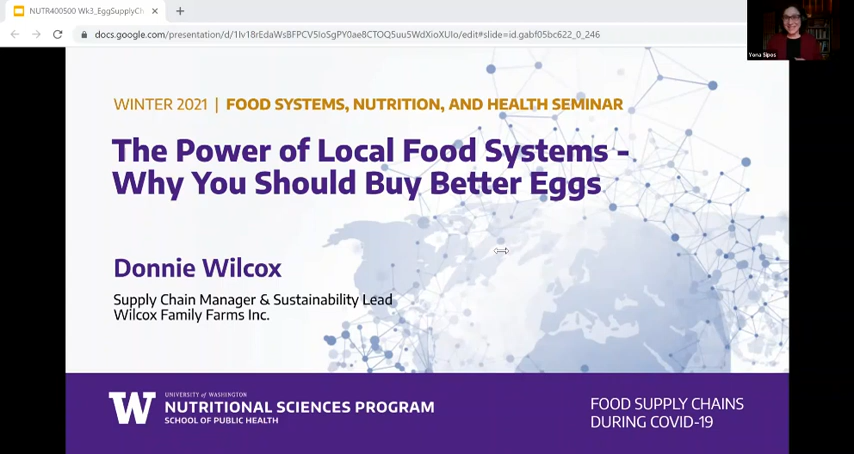 NUTR400500 Wk3_EggSupplyCh
docs.google.com/presentation/d/1Iv18rEdaWsBFPCV5IoSgPY0ae8CTOQ5uu5WdXioXUIo/edit#slide=id.gabf05bc622_0_246
Yona Sipos
WINTER 2021 | FOOD SYSTEMS, NUTRITION, AND HEALTH SEMINAR
The Power of Local Food Systems -
Why You Should Buy Better Eggs
Donnie Wilcox
Supply Chain Manager & Sustainability Lead
Wilcox Family Farms Inc.
W
UNIVERSITY of WASHINGTON
NUTRITIONAL SCIENCES PROGRAM
SCHOOL OF PUBLIC HEALTH
FOOD SUPPLY CHAINS
DURING COVID-19